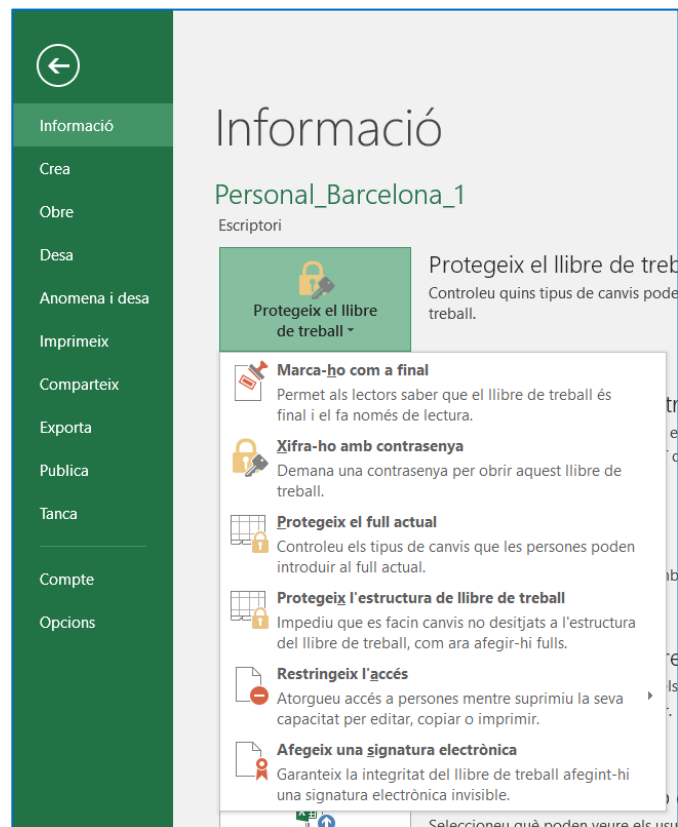 Informació
Crea
Obre
Desa
Anomena i desa
Imprimeix
Comparteix
Exporta
Publica
Tanca
Compte
Opcions
Informació
Personal_Barcelona_1
Escriptori
Protegeix el llibre
de treball
Protegeix el llibre de treb
Controleu quins tipus de canvis pode
treball.
Marca-ho com a final
Permet als lectors saber que el llibre de treball és
final i el fa només de lectura.
Xifra-ho amb contrasenya
Demana una contrasenya per obrir aquest llibre de
treball.
Protegeix el full actual
Controleu els tipus de canvis que les persones poden
introduir al full actual.
Protegeix l'estructura de llibre de treball
Impediu que es facin canvis no desitjats a l'estructura
del llibre de treball, com ara afegir-hi fulls.
Restringeix l'accés
Atorgueu accés a persones mentre suprimiu la seva
capacitat per editar, copiar o imprimir.
Afegeix una signatura electrònica
Garanteix la integritat del llibre de treball afegint-hi
una signatura electrònica invisible.
Seleccioneu què poden veure els usu